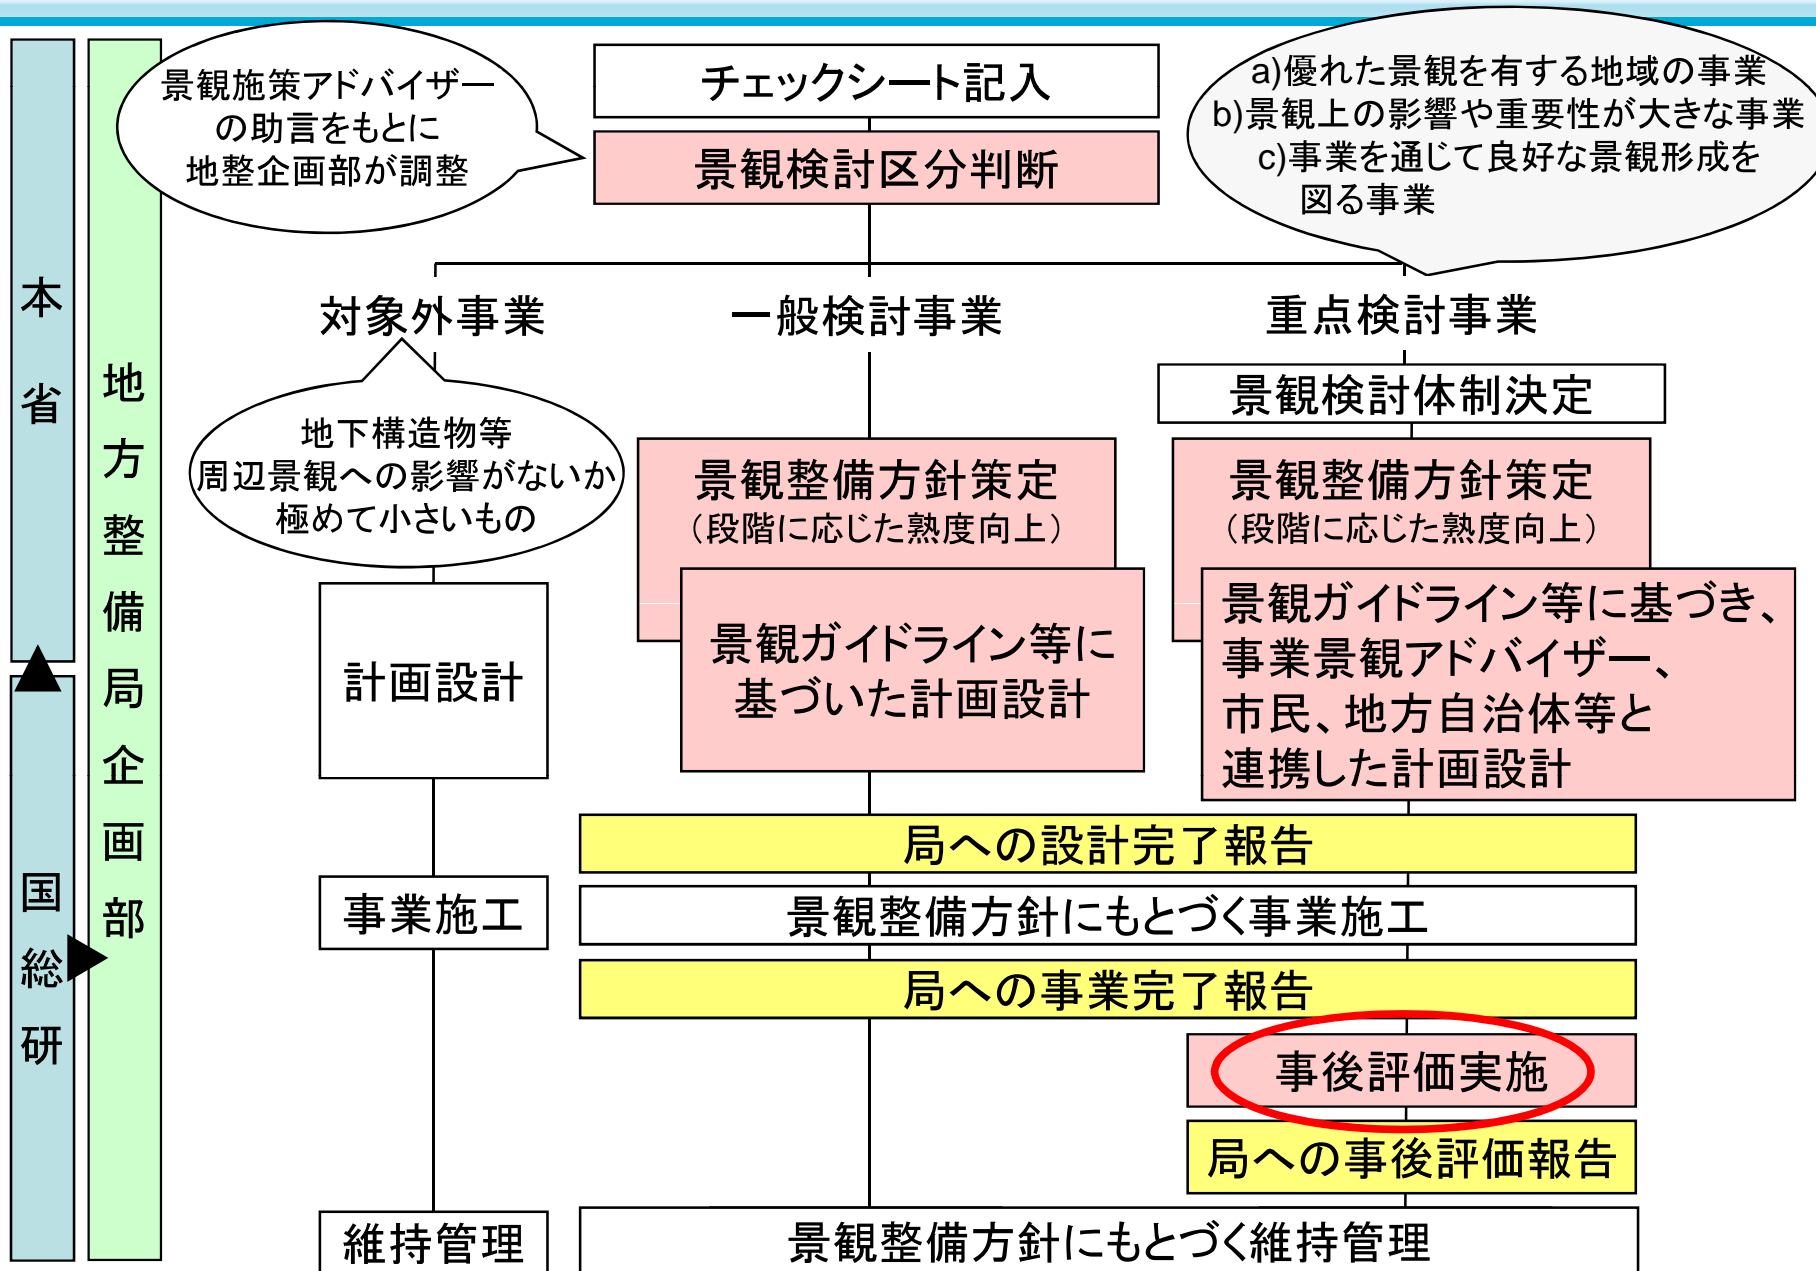 本省
国総研
地方整備局企画部
景観施策アドバイザー
の助言をもとに
地整企画部が調整
チェックシート記入
景観検討区分判断
a)優れた景観を有する地域の事業
b)景観上の影響や重要性が大きな事業
c)事業を通じて良好な景観形成を
図る事業
対象外事業
一般検討事業
重点検討事業
地下構造物等
周辺景観への影響がないか
極めて小さいもの
景観検討体制決定
景観整備方針策定
（段階に応じた熟度向上）
景観整備方針策定
（段階に応じた熟度向上）
計画設計
景観ガイドライン等に
基づいた計画設計
景観ガイドライン等に基づき、
事業景観アドバイザー、
市民、地方自治体等と
連携した計画設計
局への設計完了報告
事業施工
景観整備方針にもとづく事業施工
局への事業完了報告
事後評価実施
局への事後評価報告
維持管理
景観整備方針にもとづく維持管理